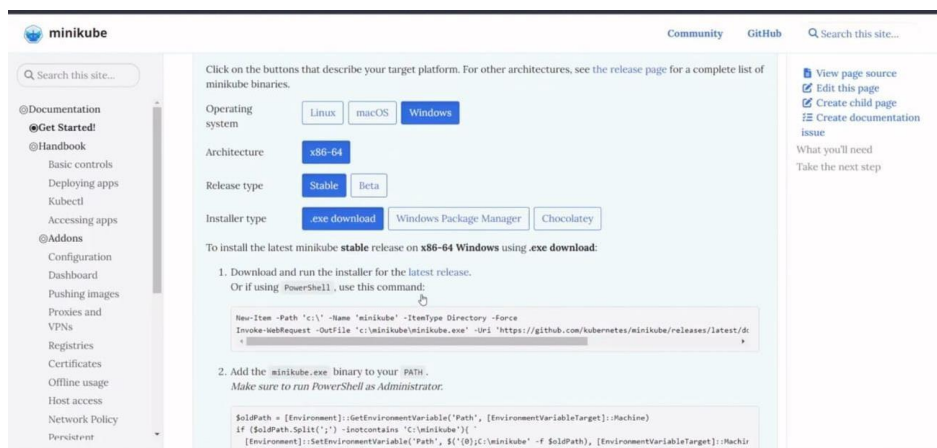 minikube
Community
GitHub
Search this site...
Search this site...
Documentation
Get Started!
Handbook
Basic controls
Deploying apps
Kubectl
Accessing apps
Addons
Configuration
Dashboard
Pushing images
Proxies and
VPNs
Registries
Certificates
Offline usage
Host access
Network Policy
Persistent
Click on the buttons that describe your target platform. For other architectures, see the release page for a complete list of
minikube binaries.
Operating
system
Linux
macOS
Windows
Architecture
x86-64
Release type
Stable
Beta
Installer type
.exe download
Windows Package Manager
Chocolatey
To install the latest minikube stable release on x86-64 Windows using .exe download:
1. Download and run the installer for the latest release.
Or if using PowerShell, use this command:
New-Item -Path 'c:\' -Name 'minikube' -ItemType Directory -Force
Invoke-WebRequest -OutFile 'c:\minikube\minikube.exe' -Uri 'https://github.com/kubernetes/minikube/releases/latest/dc
2. Add the minikube.exe binary to your PATH.
Make sure to run PowerShell as Administrator.
$oldPath = [Environment]::GetEnvironmentVariable('Path', [EnvironmentVariableTarget]::Machine)
if ($oldPath.Split(';') -inotcontains 'C:\minikube'){ `
[Environment]::SetEnvironmentVariable('Path', $('{0};C:\minikube' -f $oldPath), [EnvironmentVariableTarget]::Machin
View page source
Edit this page
Create child page
Create documentation
issue
What you'll need
Take the next step